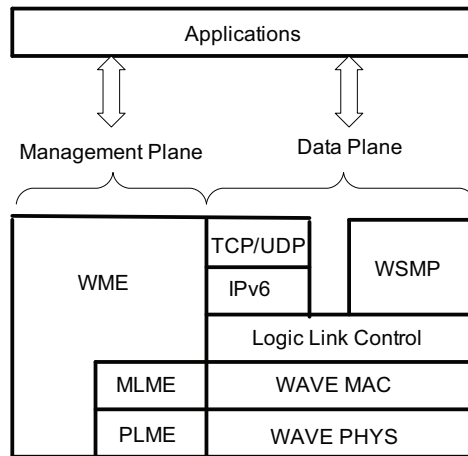 Applications
Management Plane
Data Plane
TCP/UDP
WSMP
WME
IPv6
Logic Link Control
MLME
WAVE MAC
PLME
WAVE PHYS